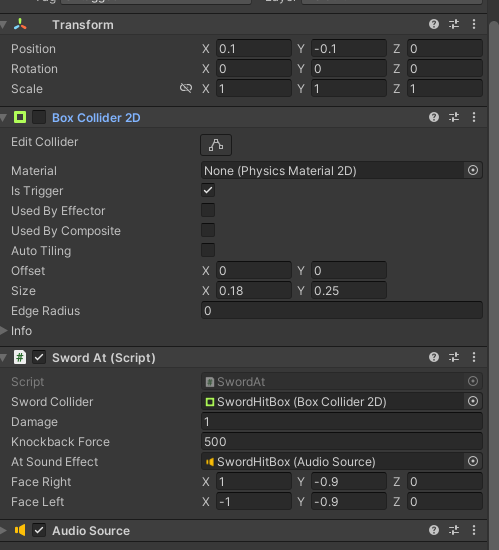 Transform
Position X 0.1 Y -0.1 Z 0
Rotation X 0 Y 0 Z 0
Scale X 1 Y 1 Z 1
Box Collider 2D
Edit Collider
Material None (Physics Material 2D)
Is Trigger
Used By Effector
Used By Composite
Auto Tiling
Offset X 0 Y 0
Size X 0.18 Y 0.25
Edge Radius 0
Info
# Sword At (Script)
Script # SwordAt
Sword Collider SwordHitBox (Box Collider 2D)
Damage 1
Knockback Force 500
At Sound Effect SwordHitBox (Audio Source)
Face Right X 1 Y -0.9 Z 0
Face Left X -1 Y -0.9 Z 0
Audio Source